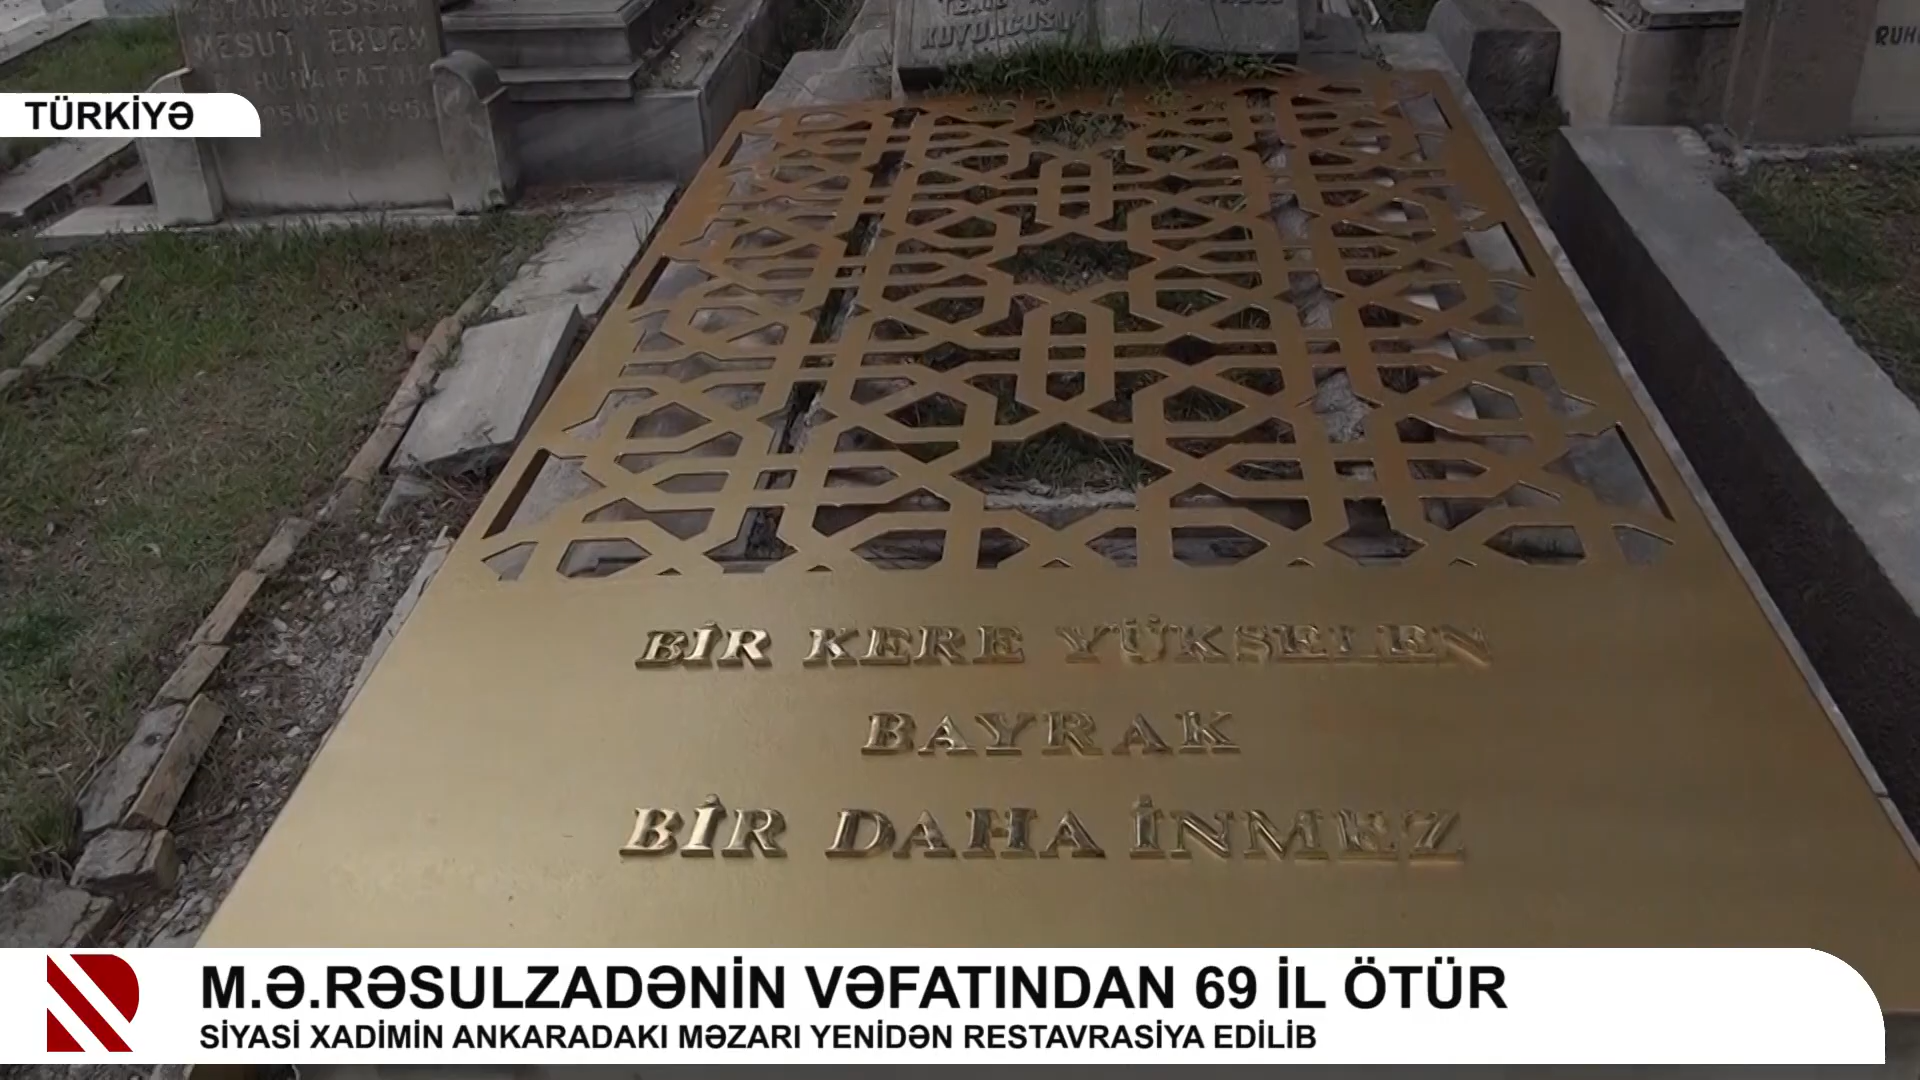 MESUT ERDEM
TÜRKİYƏ
BİR KERE YÜKSELEN
BAYRAK
BİR DAHA İNMEZ
M.Ə.RƏSULZADƏNİN VƏFATINDAN 69 İL ÖTÜR
SİYASİ XADİMİN ANKARADAKI MƏZARI YENİDƏN RESTAVRASİYA EDİLİB